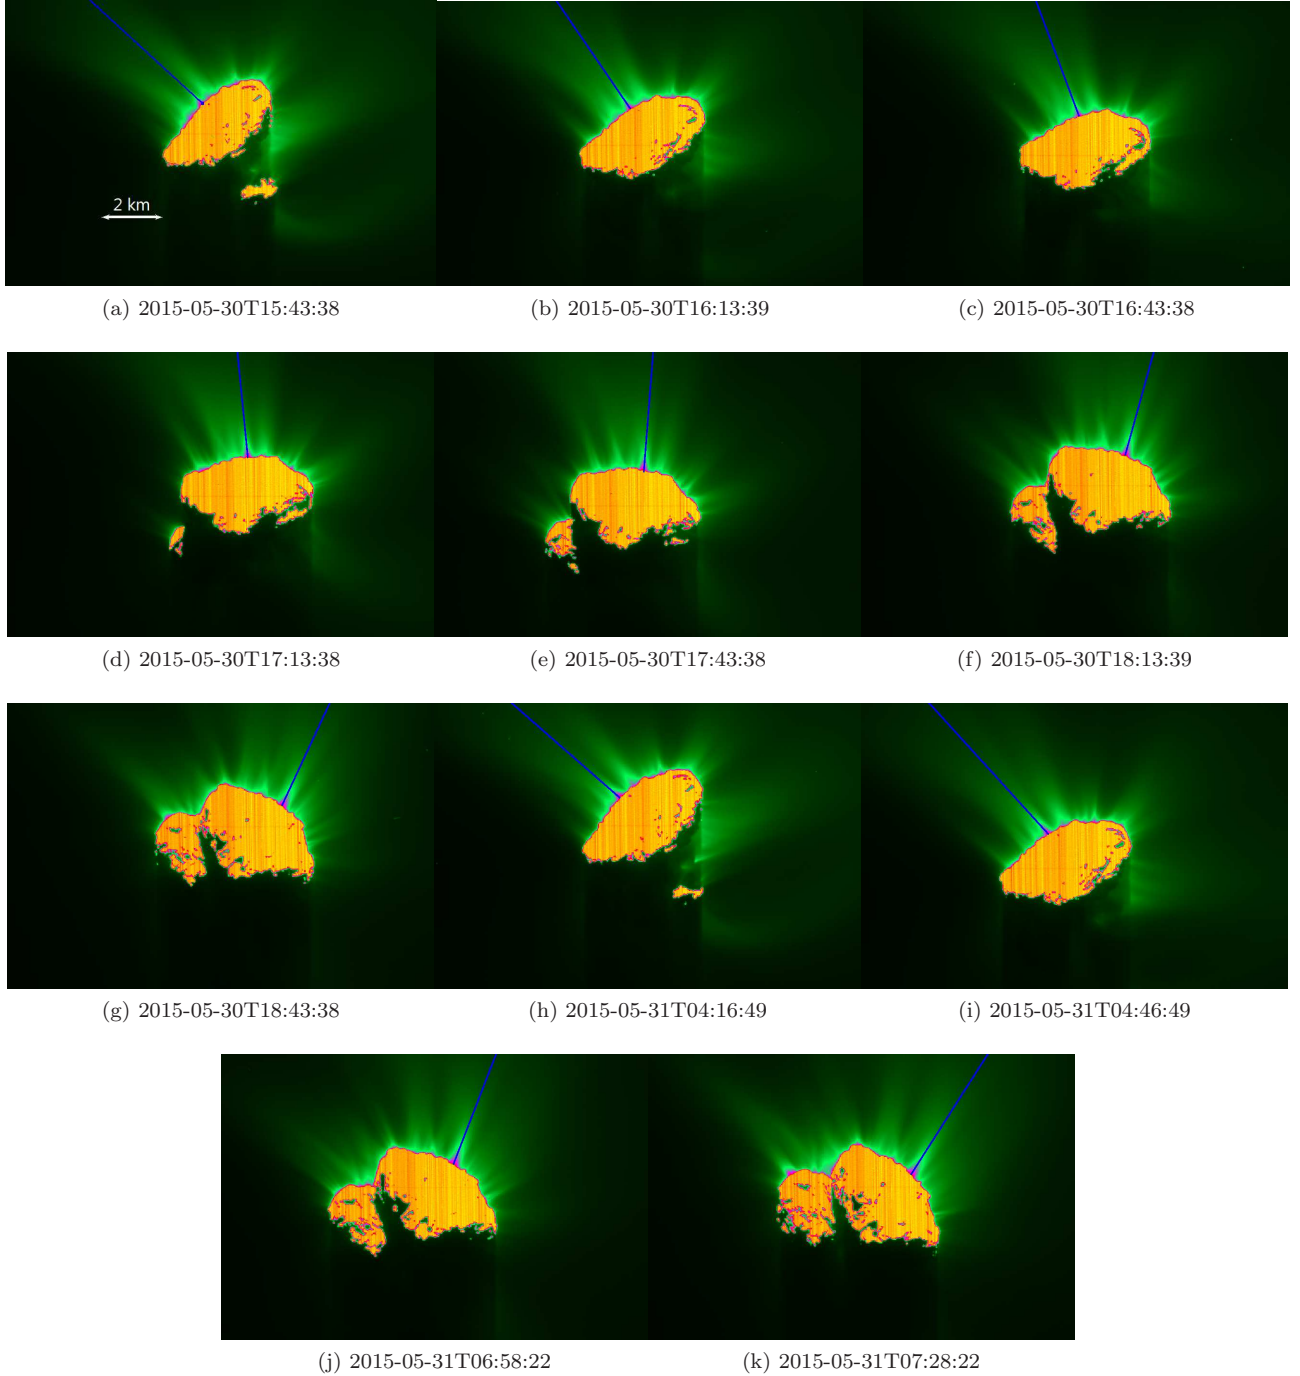 2 km
(a) 2015-05-30T15:43:38
(b) 2015-05-30T16:13:39
(c) 2015-05-30T16:43:38
(d) 2015-05-30T17:13:38
(e) 2015-05-30T17:43:38
(f) 2015-05-30T18:13:39
(g) 2015-05-30T18:43:38
(h) 2015-05-31T04:16:49
(i) 2015-05-31T04:46:49
(j) 2015-05-31T06:58:22
(k) 2015-05-31T07:28:22